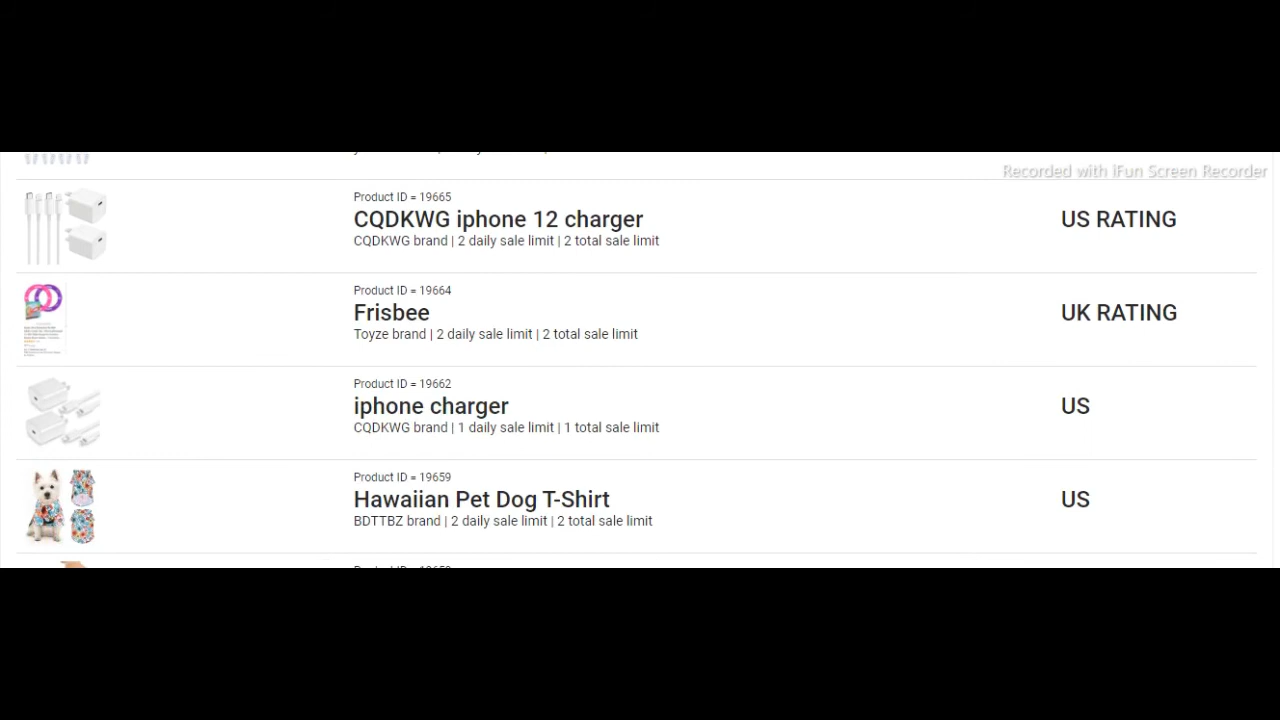 Recorded with iFun Screen Recorder
Product ID = 19665
CQDKWG iphone 12 charger
US RATING
CQDKWG brand | 2 daily sale limit | 2 total sale limit
Product ID = 19664
Frisbee
UK RATING
Toyze brand | 2 daily sale limit | 2 total sale limit
Product ID = 19662
iphone charger
US
CQDKWG brand | 1 daily sale limit | 1 total sale limit
Product ID = 19659
Hawaiian Pet Dog T-Shirt
US
BDTTBZ brand | 2 daily sale limit | 2 total sale limit